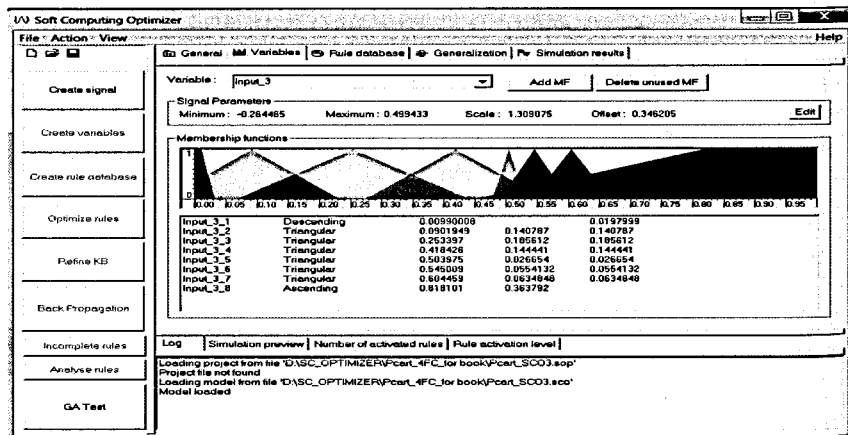 Soft Computing Optimizer
File Action View Help
General Variables Rule database Generalization Simulation results
Create signal
Create variables
Create rule database
Optimize rules
Refine KB
Back Propagation
Incomplete rules
Analyse rules
GA Test
Variable: Input_3 Add MF Delete unused MF
Signal Parameters
Minimum: -0.264465 Maximum: 0.499433 Scale: 1.309075 Offset: 0.346205 Edit
Membership functions
1
0
0.00 0.05 0.10 0.15 0.20 0.25 0.30 0.35 0.40 0.45 0.50 0.55 0.60 0.65 0.70 0.75 0.80 0.85 0.90 0.95
Input_3_1 Descending 0.00990008 0.0197999
Input_3_2 Triangular 0.0901949 0.140787 0.140787
Input_3_3 Triangular 0.253397 0.185612 0.185612
Input_3_4 Triangular 0.418426 0.144441 0.144441
Input_3_5 Triangular 0.503975 0.026654 0.026654
Input_3_6 Triangular 0.545009 0.0554132 0.0554132
Input_3_7 Triangular 0.604459 0.0634848 0.0634848
Input_3_8 Ascending 0.818101 0.363792
Log Simulation preview Number of activated rules Rule activation level
Loading project from file 'D:\SC_OPTIMIZER\Pcart_4FC_for book\Pcart_SCO3.sop'
Project file not found
Loading model from file 'D:\SC_OPTIMIZER\Pcart_4FC_for book\Pcart_SCO3.sco'
Model loaded